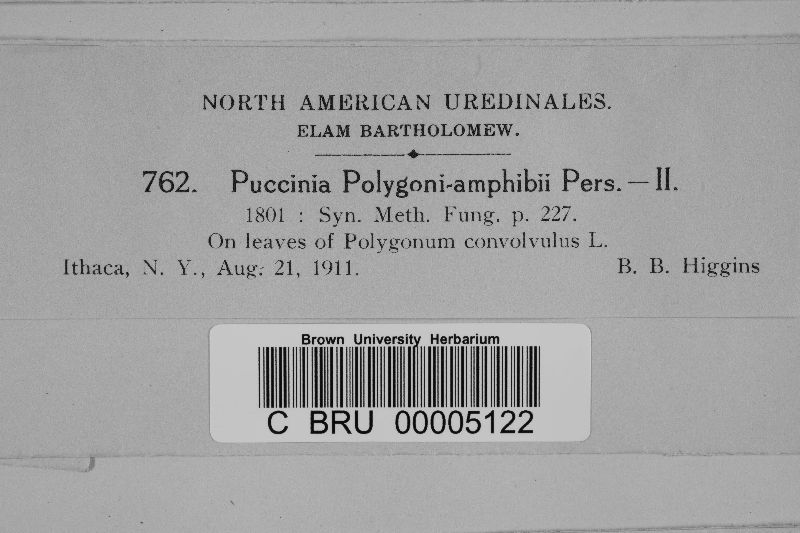 NORTH AMERICAN UREDINALES.
ELAM BARTHOLOMEW.
762. Puccinia Polygoni-amphibii Pers. — II.
1801 : Syn. Meth. Fung. p. 227.
On leaves of Polygonum convolvulus L.
Ithaca, N. Y., Aug. 21, 1911. B. B. Higgins
Brown University Herbarium
C BRU 00005122